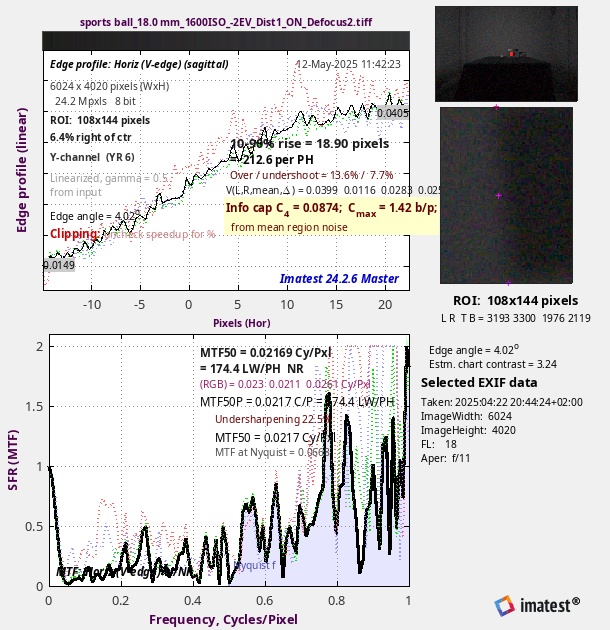 sports ball_18.0 mm_1600ISO_-2EV_Dist1_ON_Defocus2.tiff
Edge profile: Horiz (V-edge) (sagittal)
12-May-2025 11:42:23
6024 x 4020 pixels (WxH)
24.2 Mpxls   8 bit
ROI:  108x144 pixels
6.4% right of ctr
Y-channel  (YR 6)
Linearized, gamma = 0.5,
from input
Edge angle = 4.02°
Clipping: Uncheck speedup for %
0.0405
0.0149
10-90% rise = 18.90 pixels
= 212.6 per PH
Over / undershoot = 13.6% /  7.7%
V(L,R,mean,Δ) = 0.0399  0.0116  0.0283  0.025
Info cap C4 = 0.0874;  Cmax = 1.42 b/p;
from mean region noise
Imatest 24.2.6 Master
Edge profile (linear)
-10 -5 0 5 10 15 20
Pixels (Hor)
ROI:  108x144 pixels
L R  T B = 3193 3300  1976 2119
Edge angle = 4.02°
Estm. chart contrast = 3.24
Selected EXIF data
Taken: 2025:04:22 20:44:24+02:00
ImageWidth:  6024
ImageHeight:  4020
FL:   18
Aper:  f/11
MTF50 = 0.02169 Cy/Pxl
= 174.4 LW/PH  NR
(RGB) = 0.023  0.0211  0.0261 Cy/Pxl
MTF50P = 0.0217 C/P = 174.4 LW/PH
Undersharpening 22.5%
MTF50 = 0.0217 Cy/Pxl
MTF at Nyquist = 0.0663
Nyquist f
MTF: Horiz (V-edge)
SFR (MTF)
2
1.5
1
0.5
0
0 0.2 0.4 0.6 0.8 1
Frequency, Cycles/Pixel
imatest®